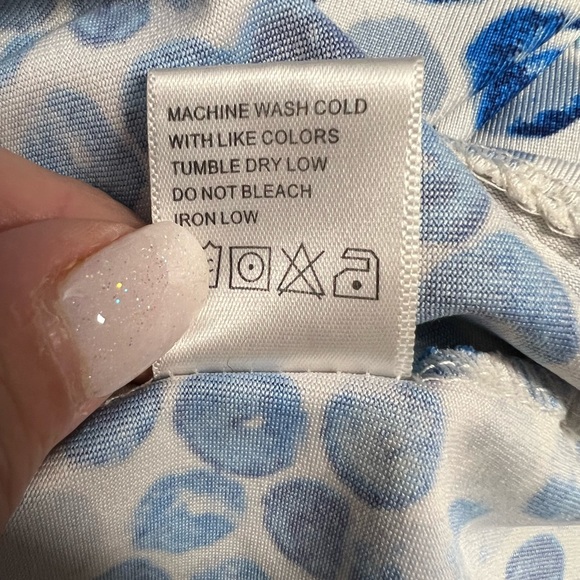 MACHINE WASH COLD
WITH LIKE COLORS
TUMBLE DRY LOW
DO NOT BLEACH
IRON LOW